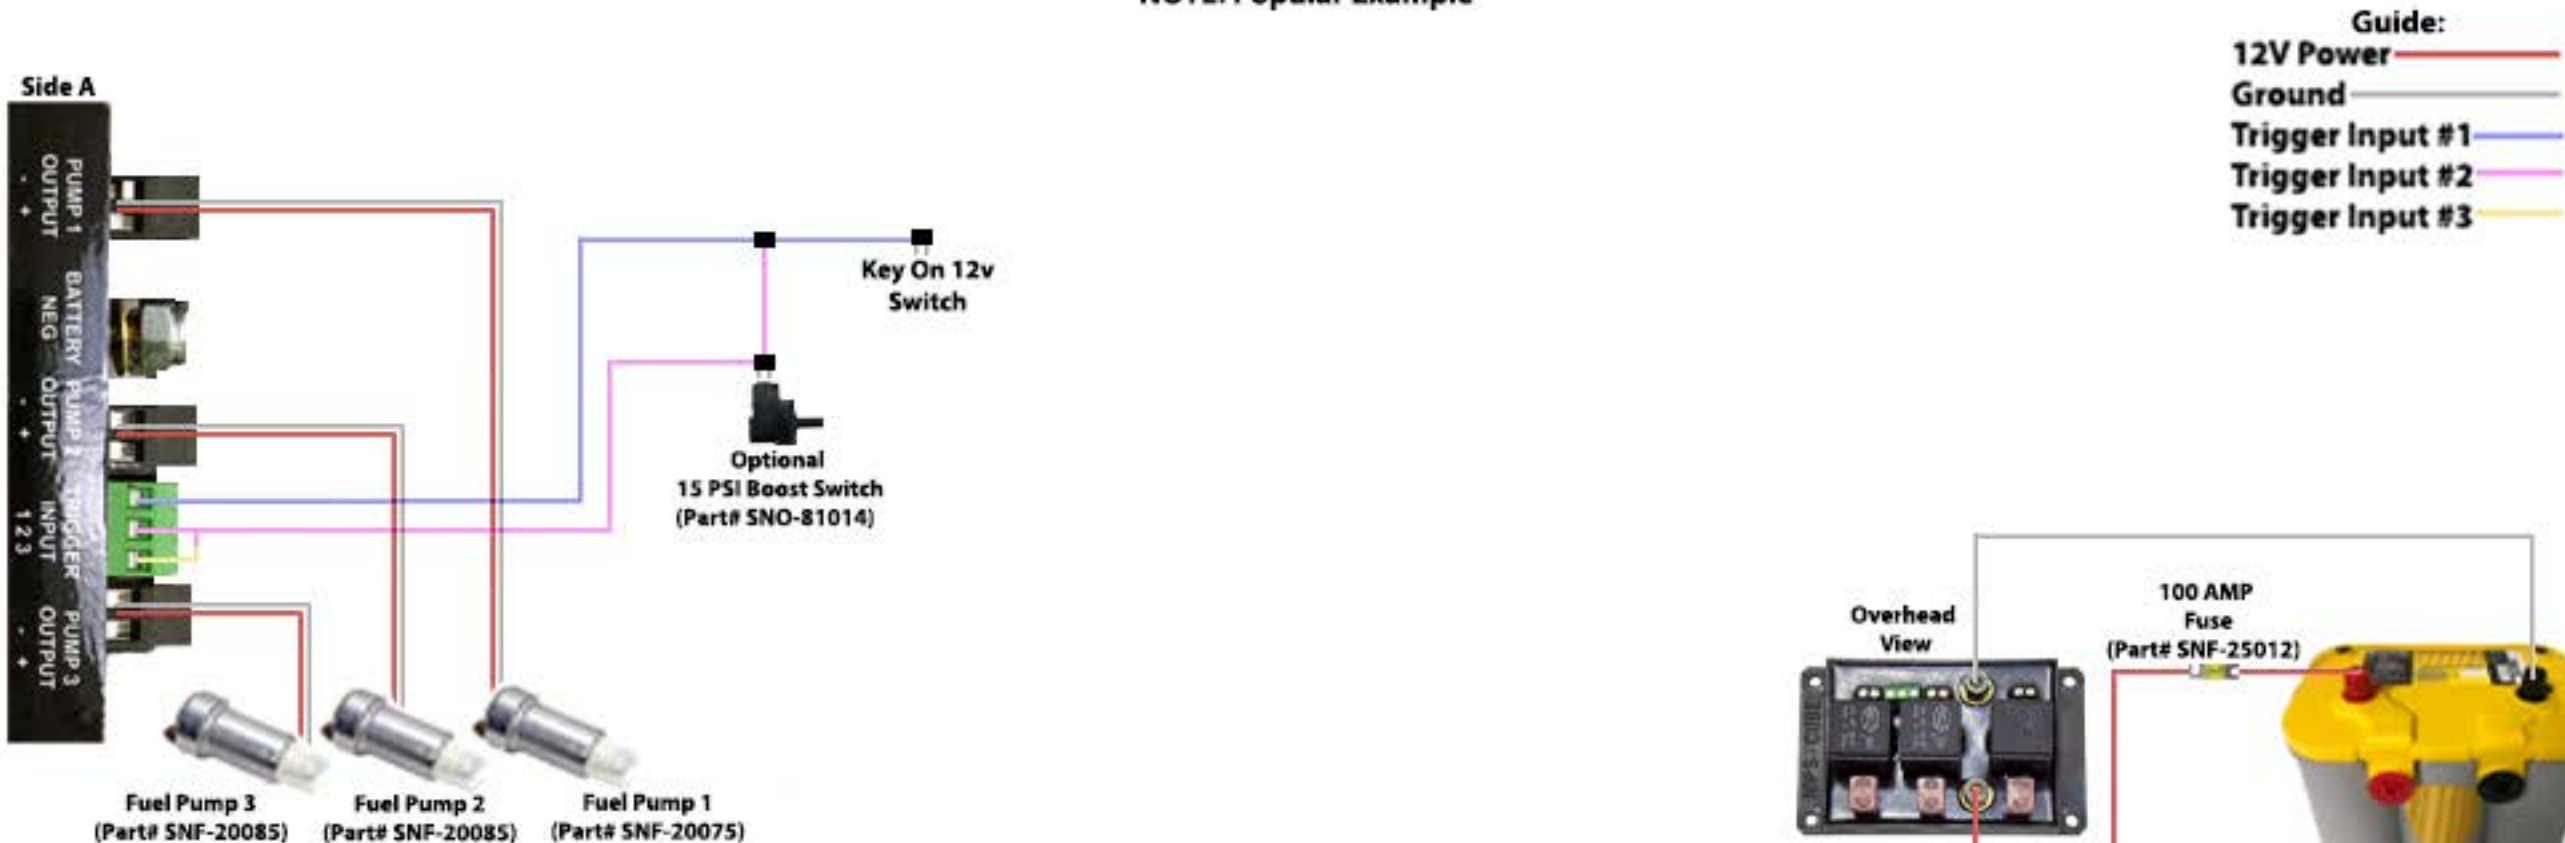 NOTE: Popular Example
Guide:
12V Power
Ground
Trigger Input #1
Trigger Input #2
Trigger Input #3
Side A
PUMP 1
OUTPUT
- +
BATTERY
NEG
PUMP 2
OUTPUT
- +
TRIGGER
INPUT
1 2 3
PUMP 3
OUTPUT
- +
Key On 12v
Switch
Optional
15 PSI Boost Switch
(Part# SNO-81014)
Fuel Pump 3
(Part# SNF-20085)
Fuel Pump 2
(Part# SNF-20085)
Fuel Pump 1
(Part# SNF-20075)
Overhead
View
100 AMP
Fuse
(Part# SNF-25012)